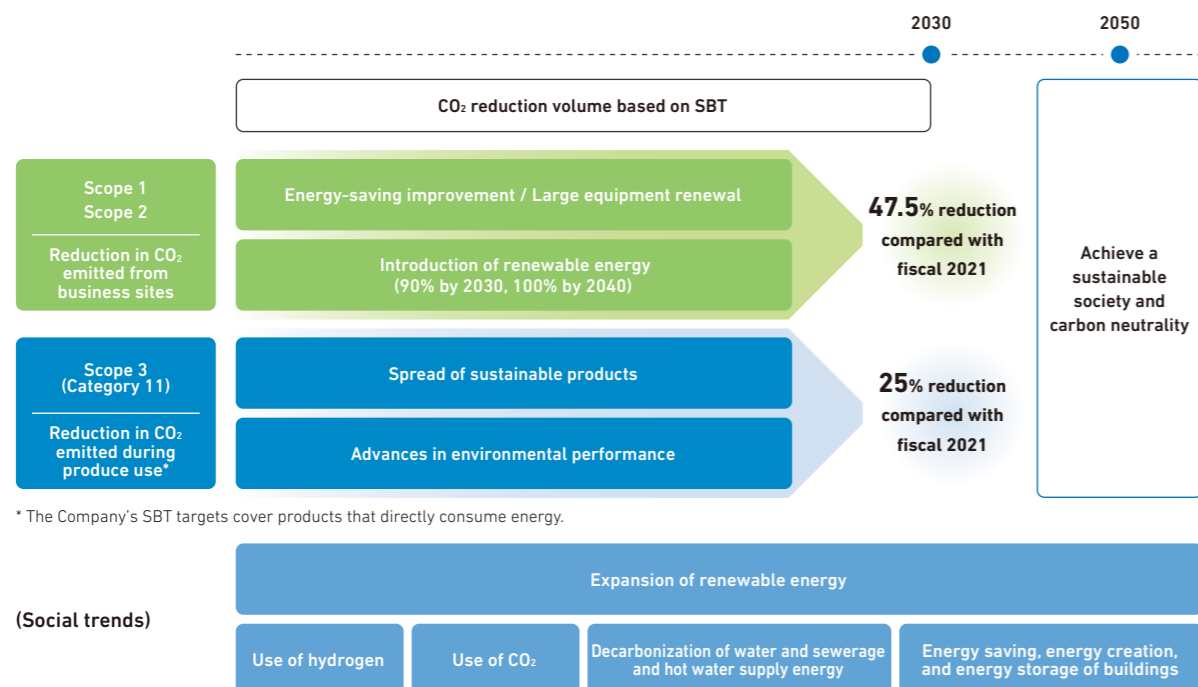 2030
2050
CO₂ reduction volume based on SBT
Scope 1
Scope 2
Reduction in CO₂
emitted from
business sites
Energy-saving improvement / Large equipment renewal
Introduction of renewable energy
(90% by 2030, 100% by 2040)
47.5% reduction
compared with
fiscal 2021
Achieve a
sustainable
society and
carbon neutrality
Scope 3
(Category 11)
Reduction in CO₂
emitted during
produce use*
Spread of sustainable products
Advances in environmental performance
25% reduction
compared with
fiscal 2021
* The Company's SBT targets cover products that directly consume energy.
(Social trends)
Expansion of renewable energy
Use of hydrogen
Use of CO₂
Decarbonization of water and sewerage
and hot water supply energy
Energy saving, energy creation,
and energy storage of buildings